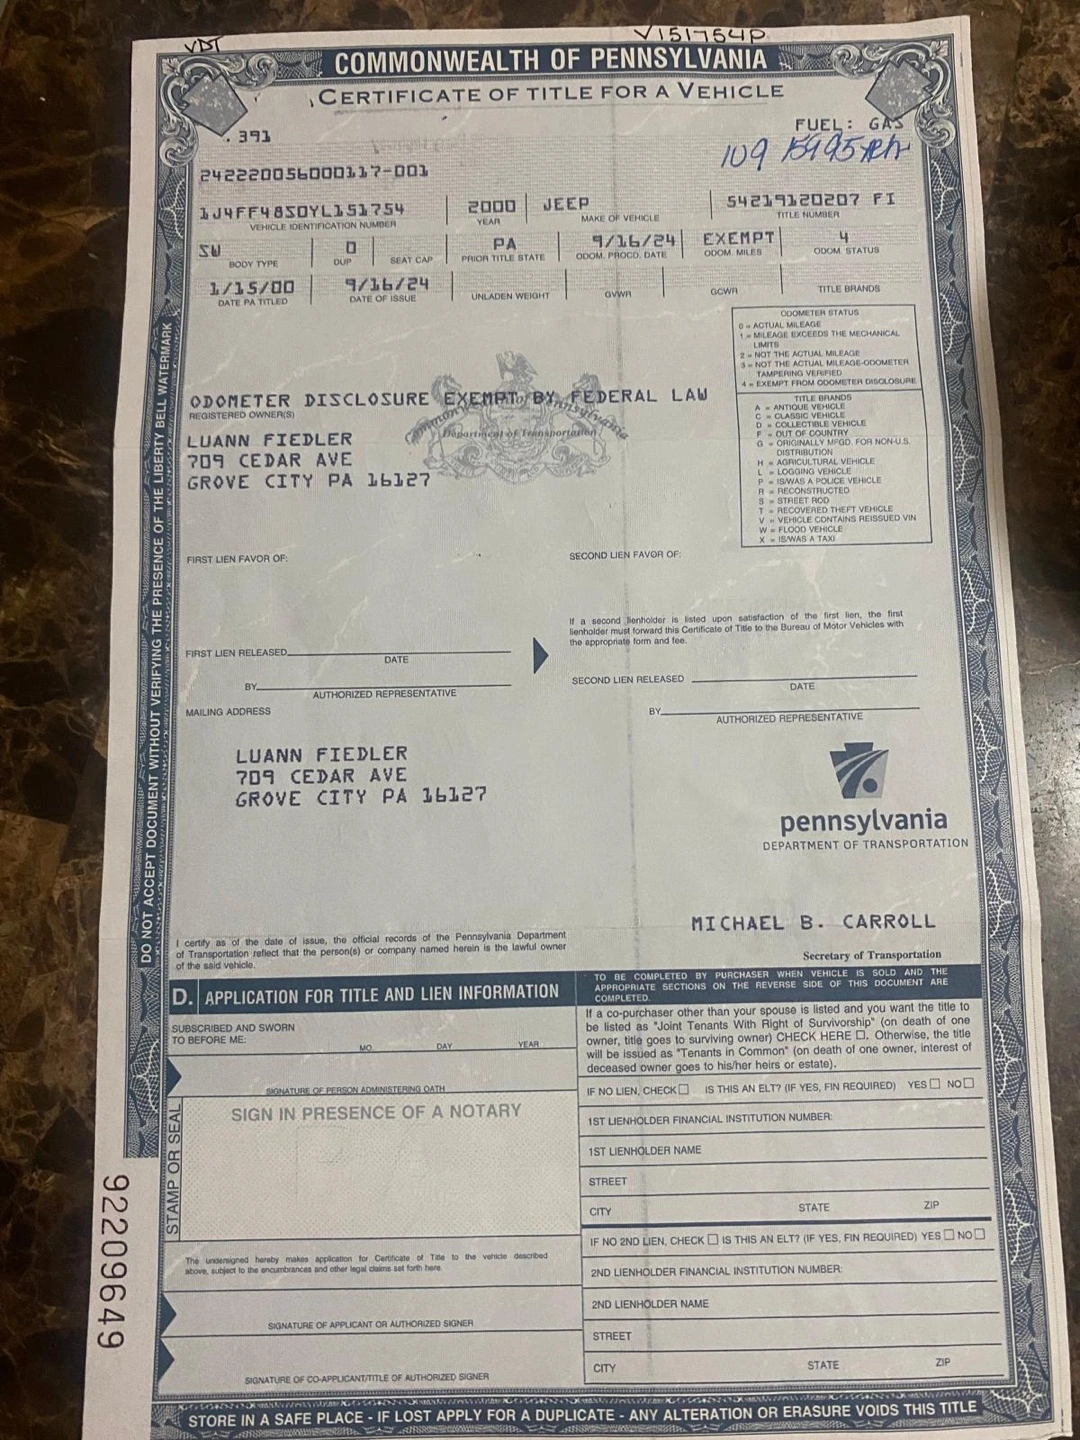 VDT
V151754P
COMMONWEALTH OF PENNSYLVANIA
CERTIFICATE OF TITLE FOR A VEHICLE
. 391
FUEL: GAS
109
242220056000117-001
1J4FF48S0YL151754 2000 JEEP 54219120207 FI
VEHICLE IDENTIFICATION NUMBER YEAR MAKE OF VEHICLE TITLE NUMBER
SW 0 PA 9/16/24 EXEMPT 4
BODY TYPE DUP SEAT CAP PRIOR TITLE STATE ODOM. PROCD. DATE ODOM. MILES ODOM. STATUS
1/15/00 9/16/24
DATE PA TITLED DATE OF ISSUE UNLADEN WEIGHT GVWR GCWR TITLE BRANDS
ODOMETER STATUS
0 = ACTUAL MILEAGE
1 = MILEAGE EXCEEDS THE MECHANICAL
LIMITS
2 = NOT THE ACTUAL MILEAGE
3 = NOT THE ACTUAL MILEAGE-ODOMETER
TAMPERING VERIFIED
4 = EXEMPT FROM ODOMETER DISCLOSURE
TITLE BRANDS
A = ANTIQUE VEHICLE
C = CLASSIC VEHICLE
D = COLLECTIBLE VEHICLE
F = OUT OF COUNTRY
G = ORIGINALLY MFGD. FOR NON-U.S.
DISTRIBUTION
H = AGRICULTURAL VEHICLE
L = LOGGING VEHICLE
P = IS/WAS A POLICE VEHICLE
R = RECONSTRUCTED
S = STREET ROD
T = RECOVERED THEFT VEHICLE
V = VEHICLE CONTAINS REISSUED VIN
W = FLOOD VEHICLE
X = IS/WAS A TAXI
ODOMETER DISCLOSURE EXEMPT BY FEDERAL LAW
REGISTERED OWNER(S)
Commonwealth of Pennsylvania
Department of Transportation
LUANN FIEDLER
709 CEDAR AVE
GROVE CITY PA 16127
FIRST LIEN FAVOR OF:
SECOND LIEN FAVOR OF:
If a second lienholder is listed upon satisfaction of the first lien, the first
lienholder must forward this Certificate of Title to the Bureau of Motor Vehicles with
the appropriate form and fee.
FIRST LIEN RELEASED
DATE
SECOND LIEN RELEASED
DATE
BY
AUTHORIZED REPRESENTATIVE
BY
AUTHORIZED REPRESENTATIVE
MAILING ADDRESS
LUANN FIEDLER
709 CEDAR AVE
GROVE CITY PA 16127
pennsylvania
DEPARTMENT OF TRANSPORTATION
MICHAEL B. CARROLL
Secretary of Transportation
I certify as of the date of issue, the official records of the Pennsylvania Department
of Transportation reflect that the person(s) or company named herein is the lawful owner
of the said vehicle.
D. APPLICATION FOR TITLE AND LIEN INFORMATION
TO BE COMPLETED BY PURCHASER WHEN VEHICLE IS SOLD AND THE
APPROPRIATE SECTIONS ON THE REVERSE SIDE OF THIS DOCUMENT ARE
COMPLETED.
SUBSCRIBED AND SWORN
TO BEFORE ME:
MO. DAY YEAR
SIGNATURE OF PERSON ADMINISTERING OATH
STAMP OR SEAL
SIGN IN PRESENCE OF A NOTARY
The undersigned hereby makes application for Certificate of Title to the vehicle described
above, subject to the encumbrances and other legal claims set forth here.
SIGNATURE OF APPLICANT OR AUTHORIZED SIGNER
SIGNATURE OF CO-APPLICANT/TITLE OF AUTHORIZED SIGNER
If a co-purchaser other than your spouse is listed and you want the title to
be listed as "Joint Tenants With Right of Survivorship" (on death of one
owner, title goes to surviving owner) CHECK HERE ☐. Otherwise, the title
will be issued as "Tenants in Common" (on death of one owner, interest of
deceased owner goes to his/her heirs or estate).
IF NO LIEN, CHECK ☐ IS THIS AN ELT? (IF YES, FIN REQUIRED) YES ☐ NO ☐
1ST LIENHOLDER FINANCIAL INSTITUTION NUMBER:
1ST LIENHOLDER NAME
STREET
CITY STATE ZIP
IF NO 2ND LIEN, CHECK ☐ IS THIS AN ELT? (IF YES, FIN REQUIRED) YES ☐ NO ☐
2ND LIENHOLDER FINANCIAL INSTITUTION NUMBER:
2ND LIENHOLDER NAME
STREET
CITY STATE ZIP
STORE IN A SAFE PLACE - IF LOST APPLY FOR A DUPLICATE - ANY ALTERATION OR ERASURE VOIDS THIS TITLE
DO NOT ACCEPT DOCUMENT WITHOUT VERIFYING THE PRESENCE OF THE LIBERTY BELL WATERMARK
92209649